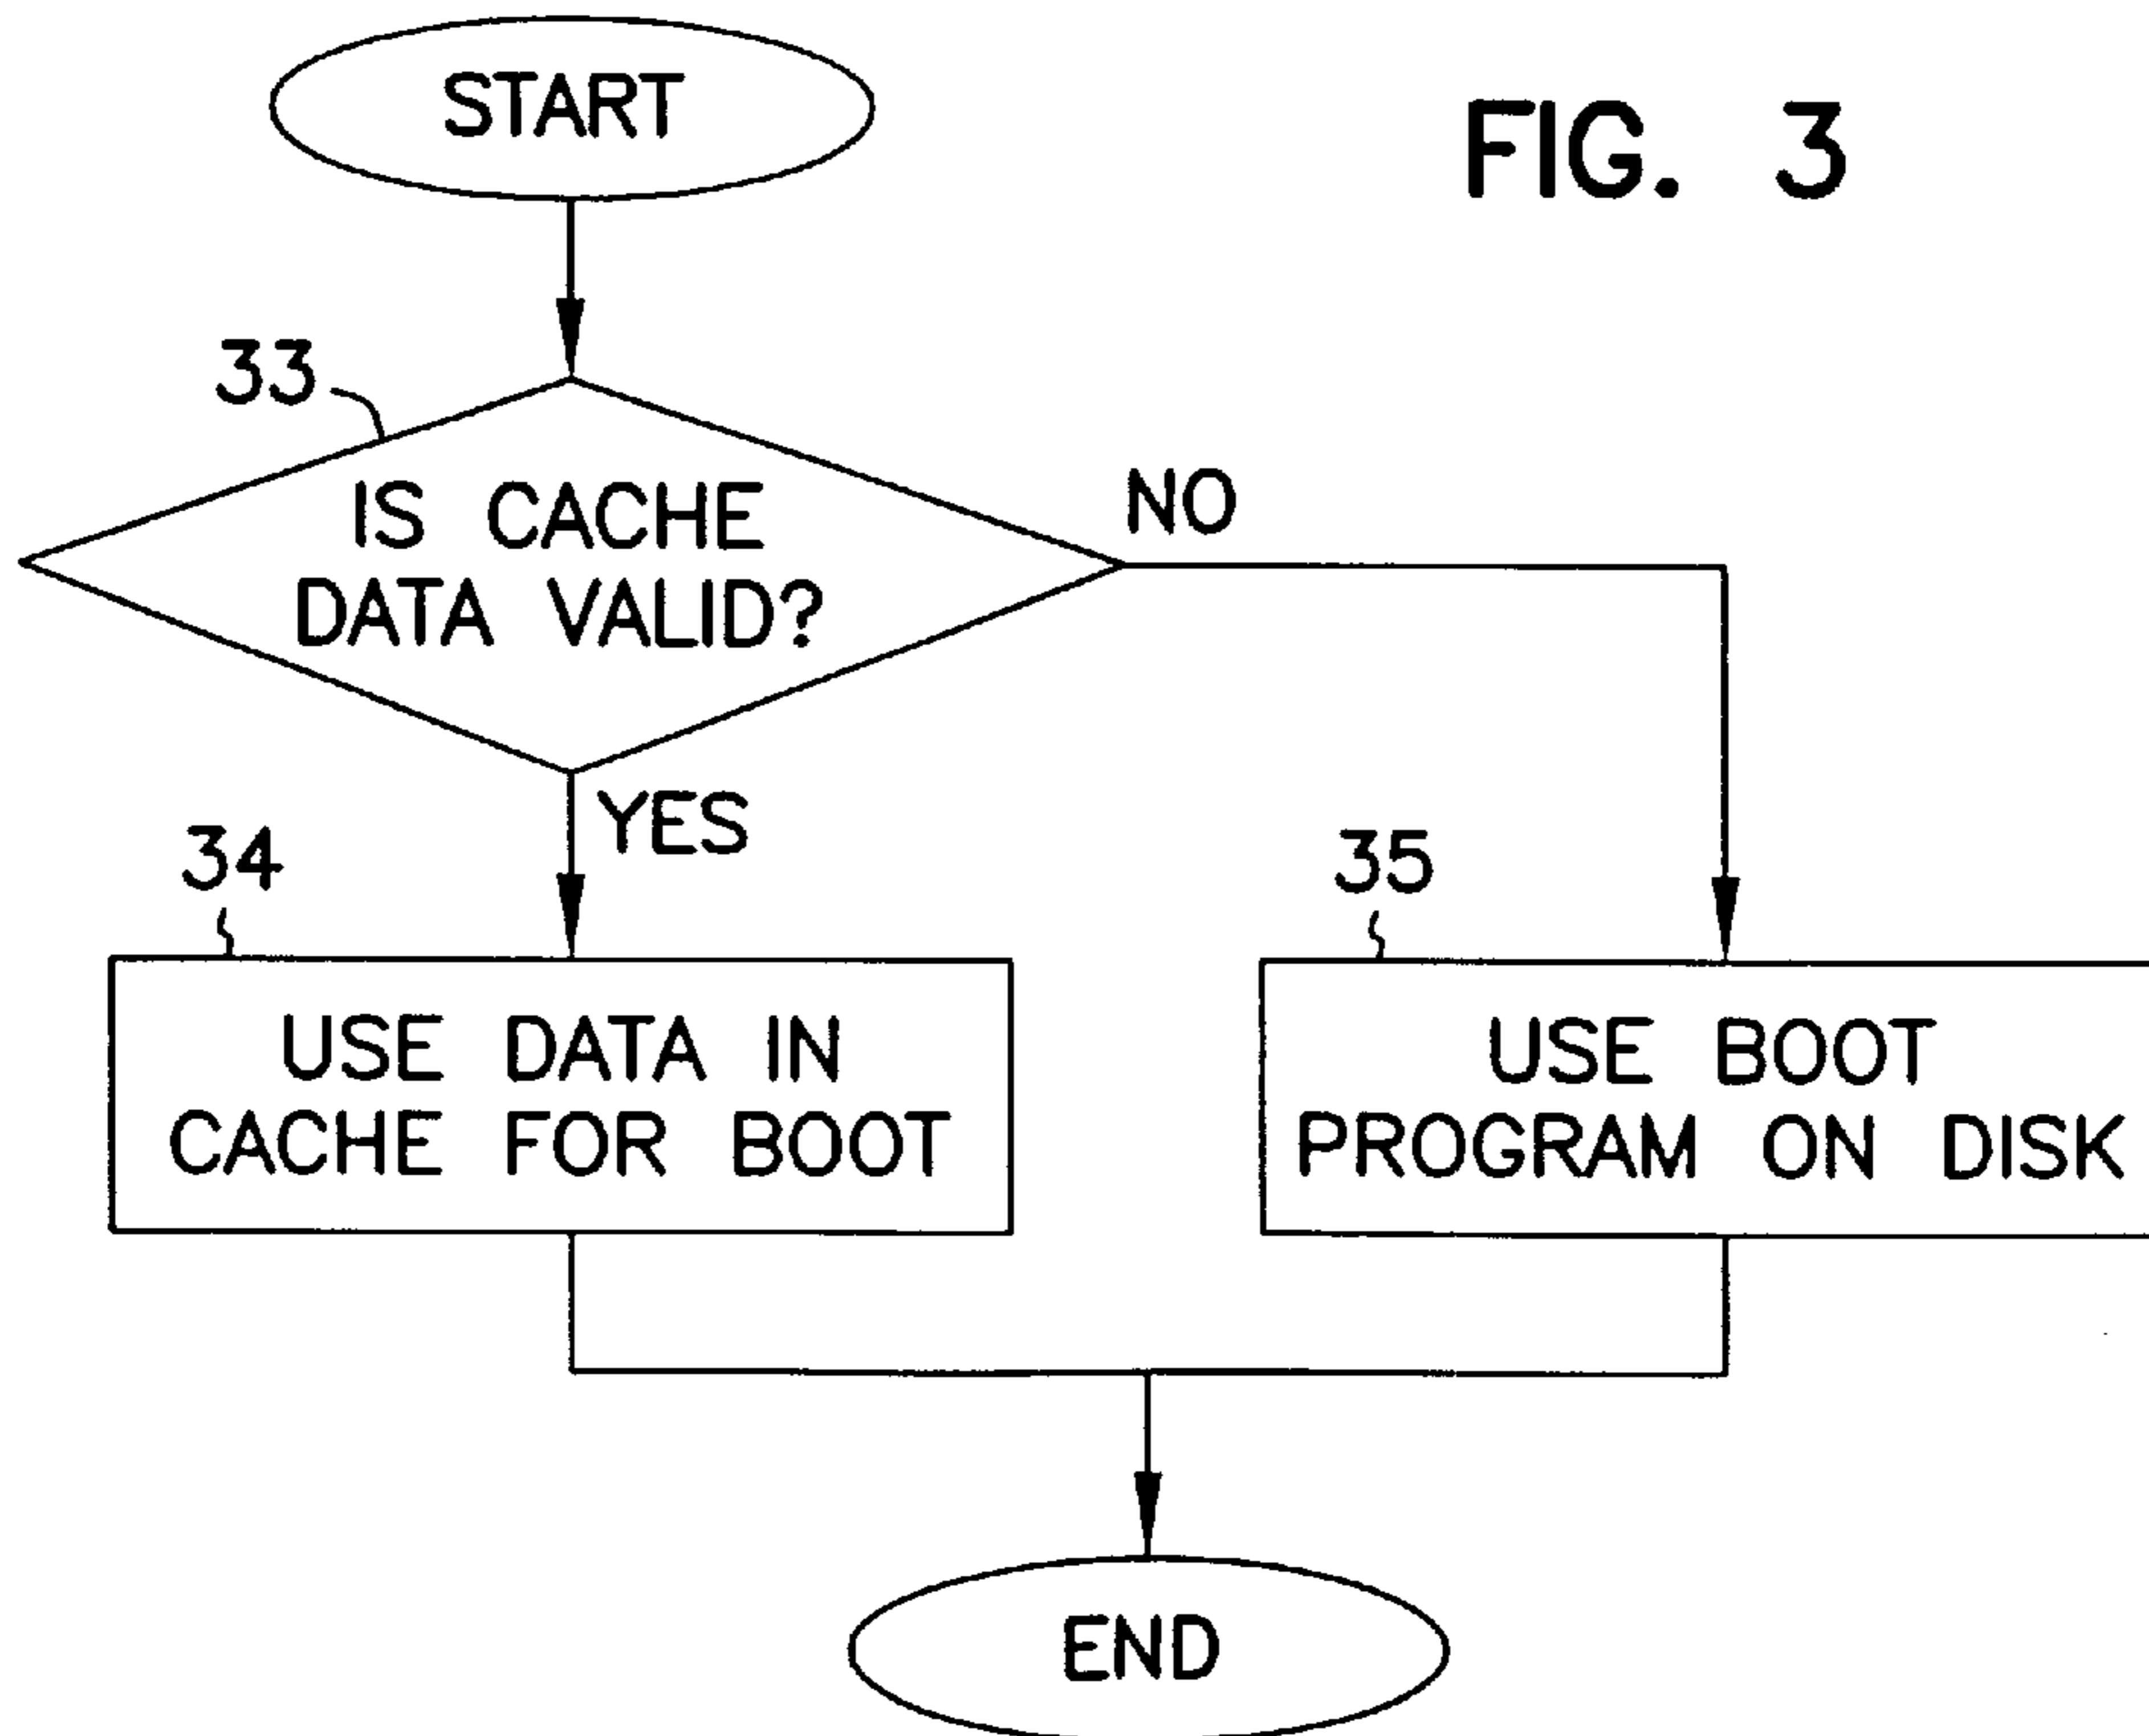 START
FIG. 3
33
IS CACHE
DATA VALID?
NO
YES
34
USE DATA IN
CACHE FOR BOOT
35
USE BOOT
PROGRAM ON DISK
END